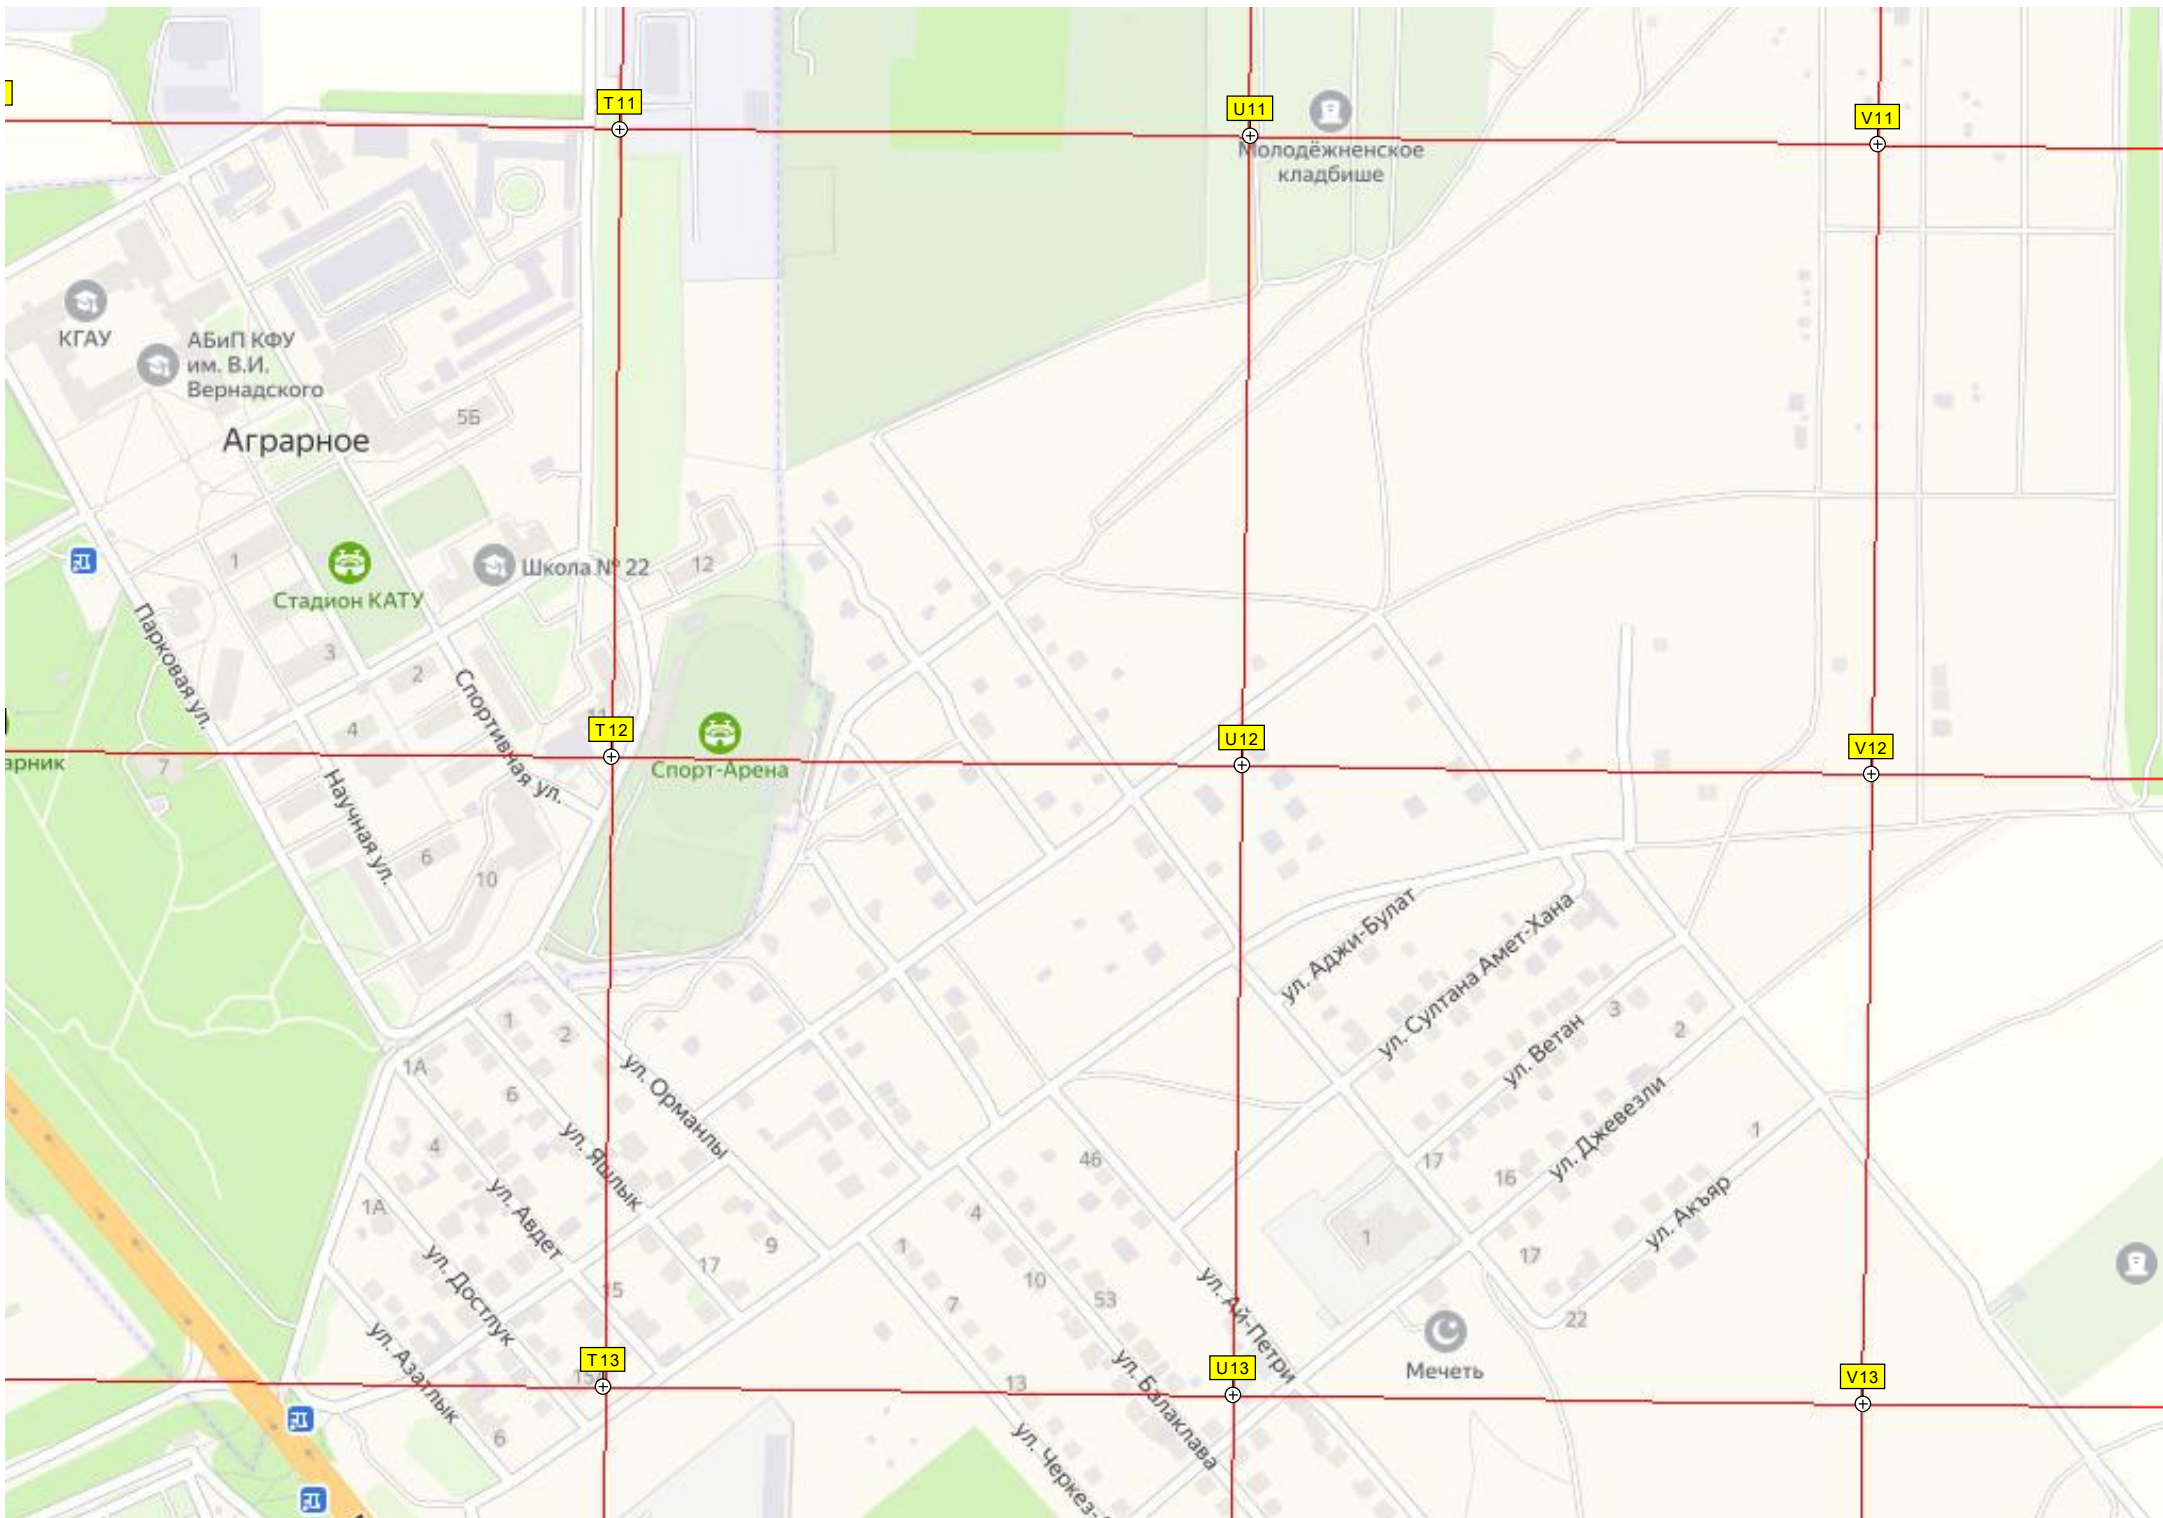 T11
U11
V11
Молодёжненское
кладбише
КГАУ
АБиП КФУ
им. В.И.
Вернадского
5Б
Аграрное
1
Стадион КАТУ
Школа № 22
12
Парковая ул.
3
2
Спортивная ул.
4
11
T12
U12
V12
Спорт-Арена
арник
7
Научная ул.
6
10
ул. Аджи-Булат
ул. Султана Амет-Хана
ул. Ветан
3
2
ул. Джевезли
1
ул. Акъяр
1
2
1А
6
ул. Орманлы
4
ул. Яшлык
1А
ул. Авдет
9
17
15
ул. Достлук
ул. Азатлык
46
4
1
10
53
7
13
17
16
1
17
22
ул. Ай-Петри
Мечеть
T13
U13
V13
ул. Балаклава
ул. Черкез-
6